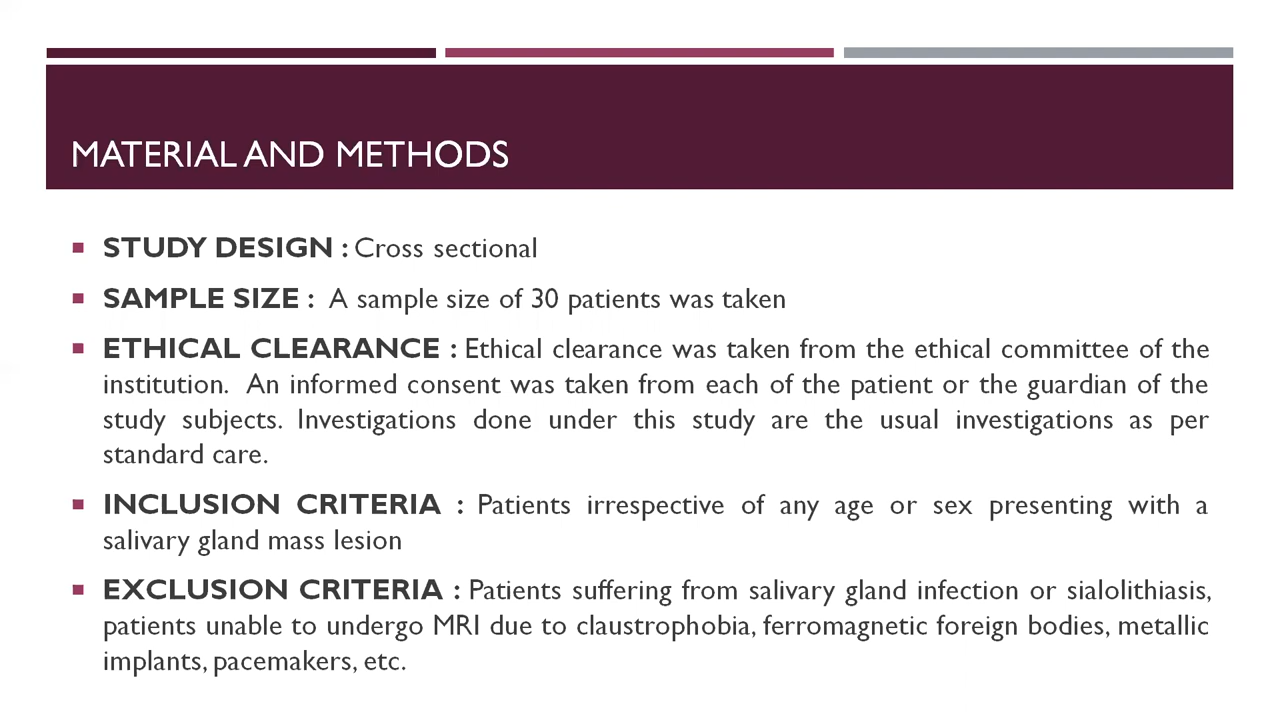 MATERIAL AND METHODS
STUDY DESIGN : Cross sectional
SAMPLE SIZE : A sample size of 30 patients was taken
ETHICAL CLEARANCE : Ethical clearance was taken from the ethical committee of the
institution. An informed consent was taken from each of the patient or the guardian of the
study subjects. Investigations done under this study are the usual investigations as per
standard care.
INCLUSION CRITERIA : Patients irrespective of any age or sex presenting with a
salivary gland mass lesion
EXCLUSION CRITERIA : Patients suffering from salivary gland infection or sialolithiasis,
patients unable to undergo MRI due to claustrophobia, ferromagnetic foreign bodies, metallic
implants, pacemakers, etc.